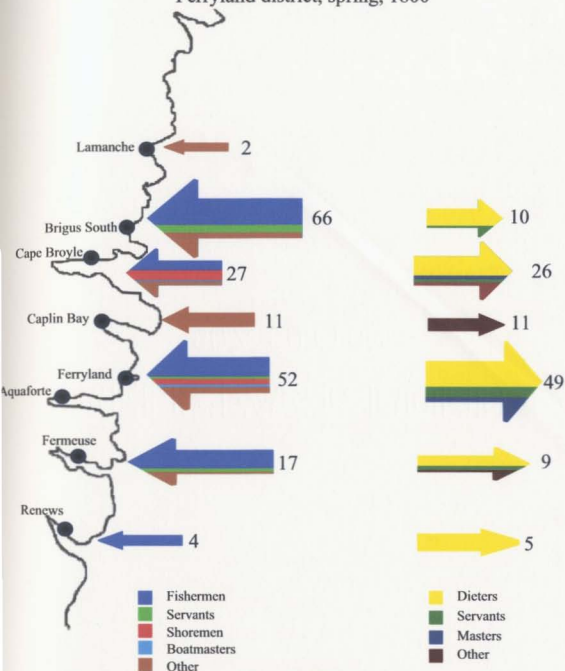 Ferryland district, spring, 1800
Lamanche 2
Brigus South 66 10
Cape Broyle 27 26
Caplin Bay 11 11
Ferryland 52 49
Aquaforte
Fermeuse 17 9
Renews 4 5
Fishermen Dieters
Servants Servants
Shoremen Masters
Boatmasters Other
Other